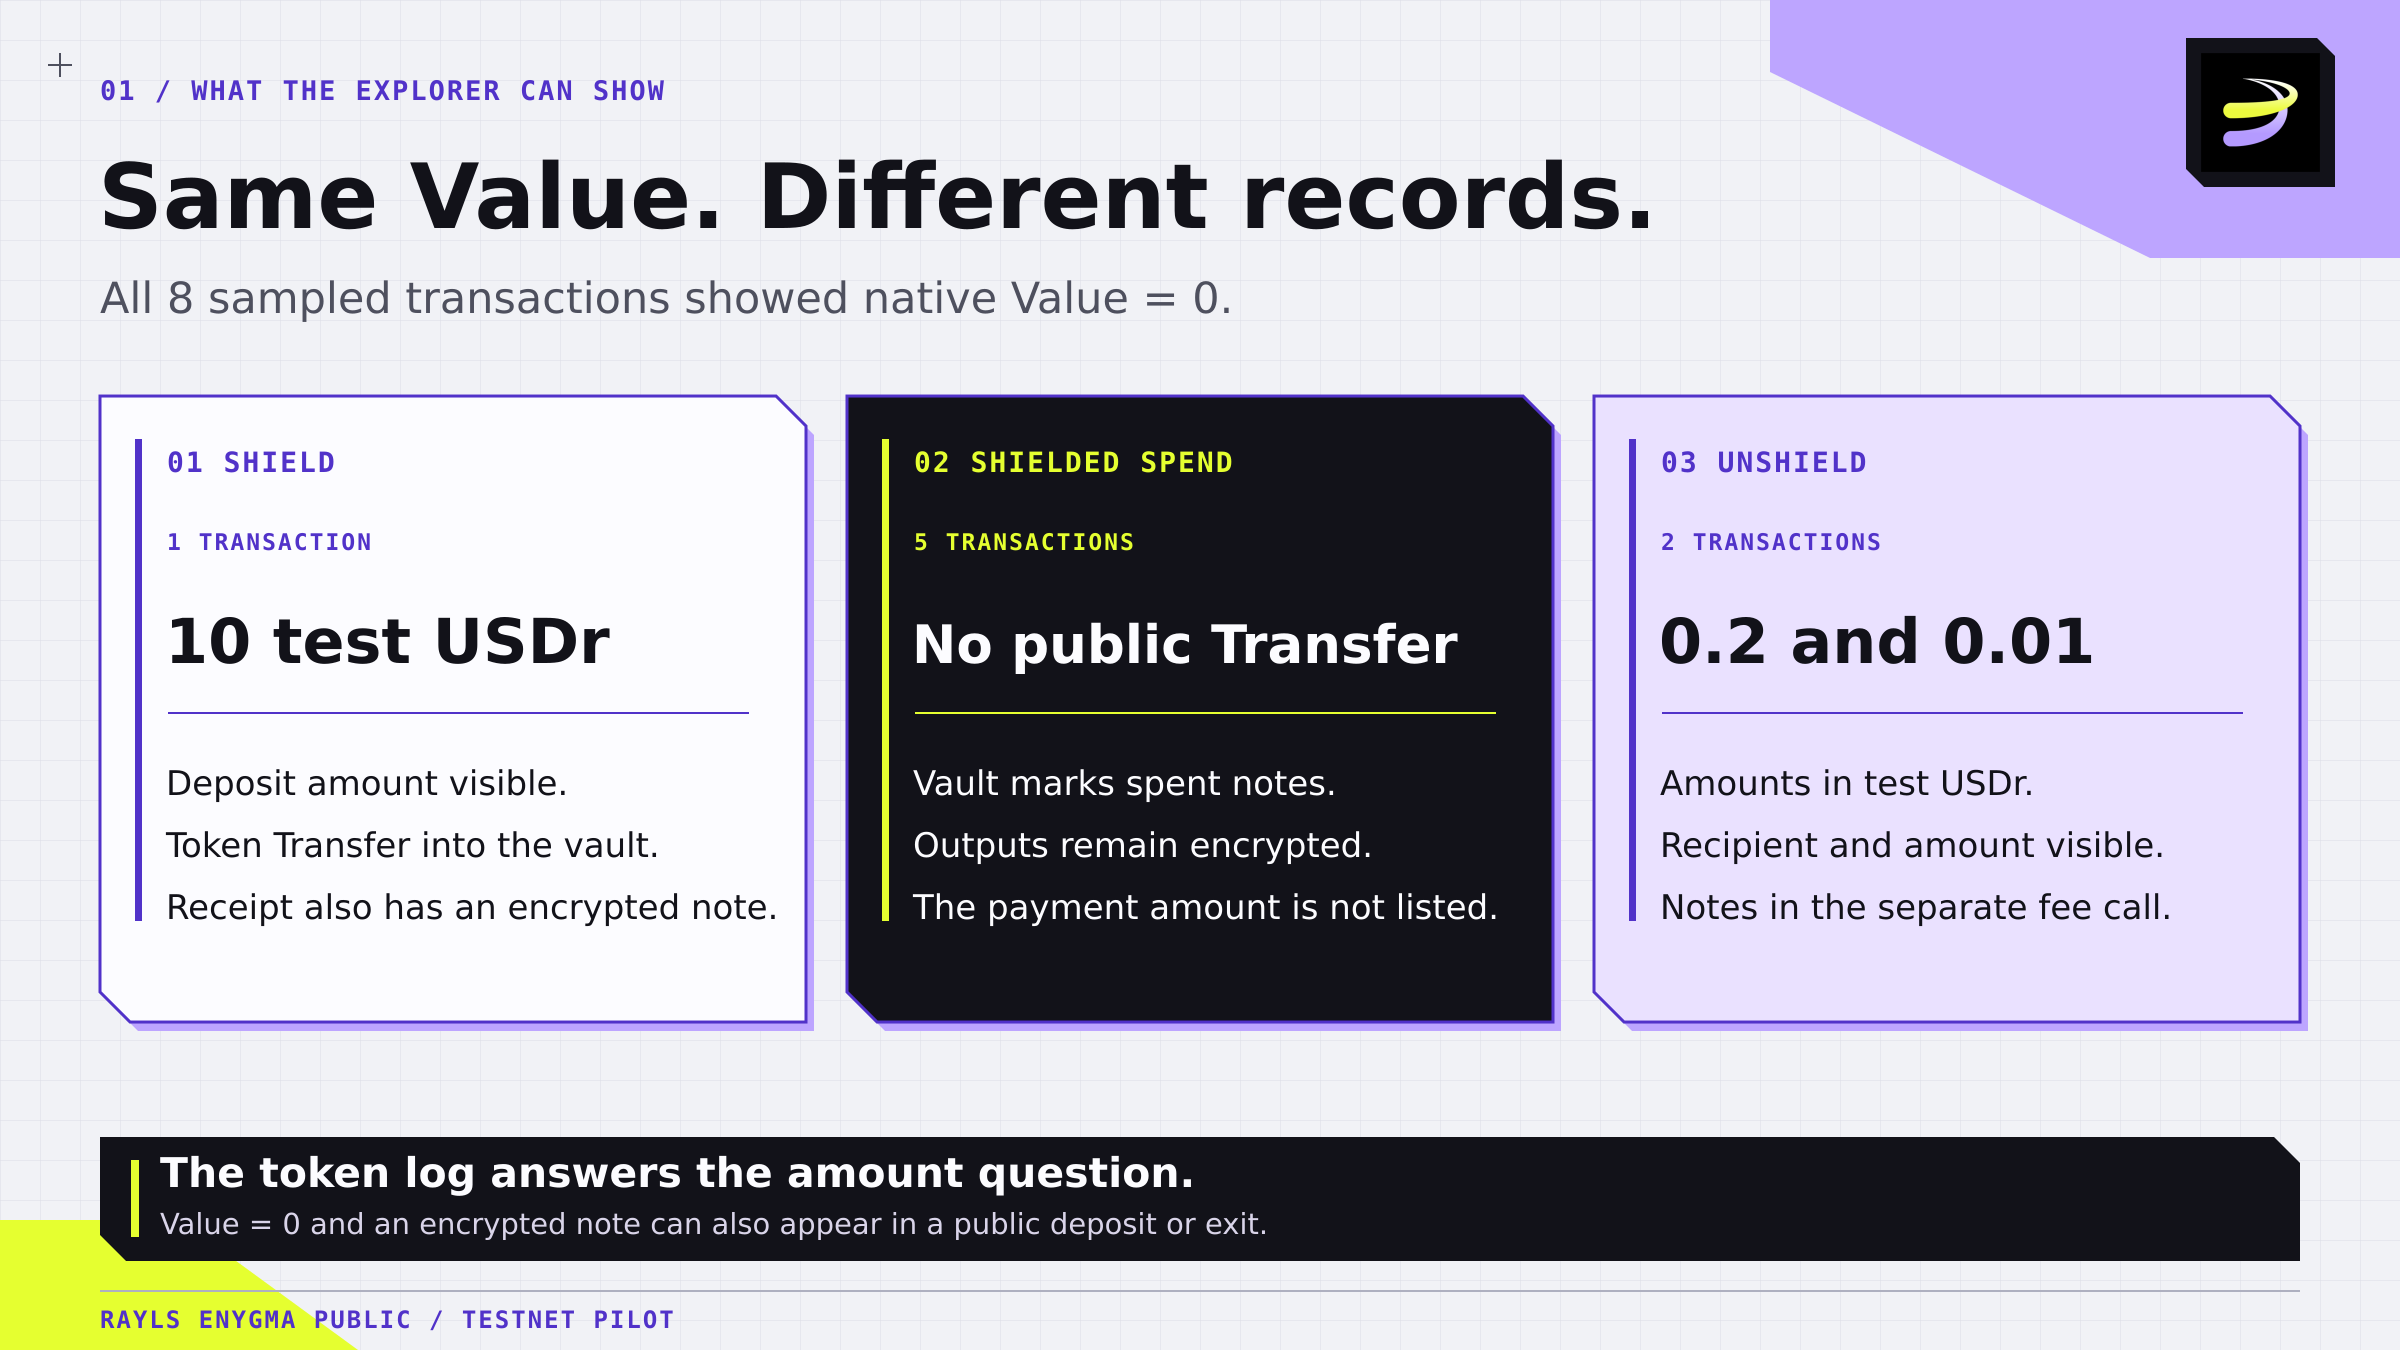 01 / WHAT THE EXPLORER CAN SHOW
Same Value. Different records.
All 8 sampled transactions showed native Value = 0.
01 SHIELD
1 TRANSACTION
10 test USDr
Deposit amount visible.
Token Transfer into the vault.
Receipt also has an encrypted note.
02 SHIELDED SPEND
5 TRANSACTIONS
No public Transfer
Vault marks spent notes.
Outputs remain encrypted.
The payment amount is not listed.
03 UNSHIELD
2 TRANSACTIONS
0.2 and 0.01
Amounts in test USDr.
Recipient and amount visible.
Notes in the separate fee call.
The token log answers the amount question.
Value = 0 and an encrypted note can also appear in a public deposit or exit.
RAYLS ENYGMA PUBLIC / TESTNET PILOT